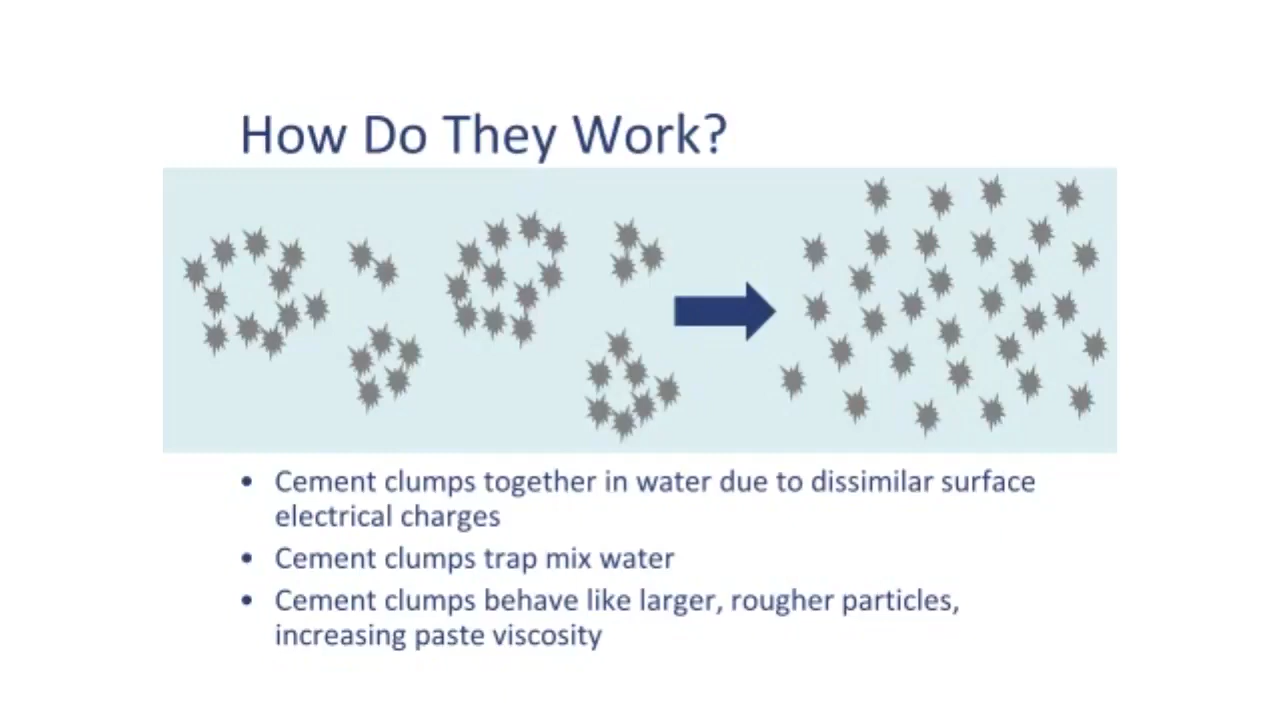 How Do They Work?
• Cement clumps together in water due to dissimilar surface
electrical charges
• Cement clumps trap mix water
• Cement clumps behave like larger, rougher particles,
increasing paste viscosity